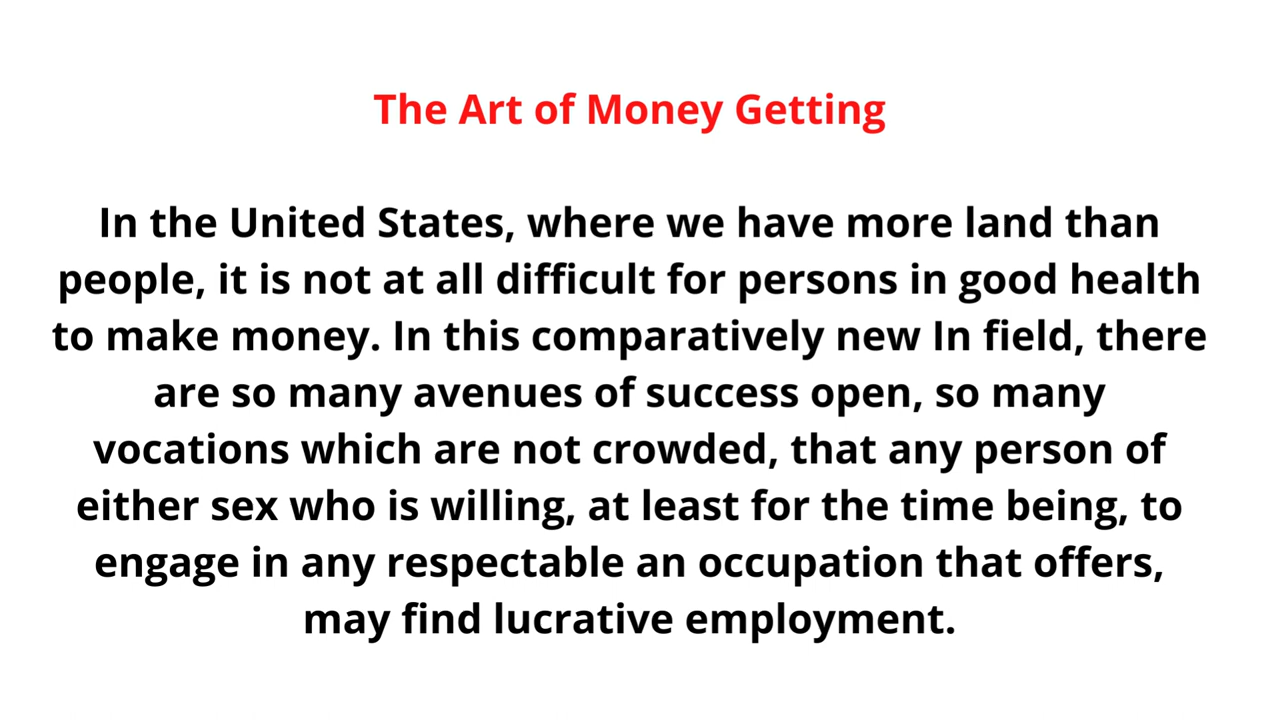 The Art of Money Getting
In the United States, where we have more land than
people, it is not at all difficult for persons in good health
to make money. In this comparatively new In field, there
are so many avenues of success open, so many
vocations which are not crowded, that any person of
either sex who is willing, at least for the time being, to
engage in any respectable an occupation that offers,
may find lucrative employment.